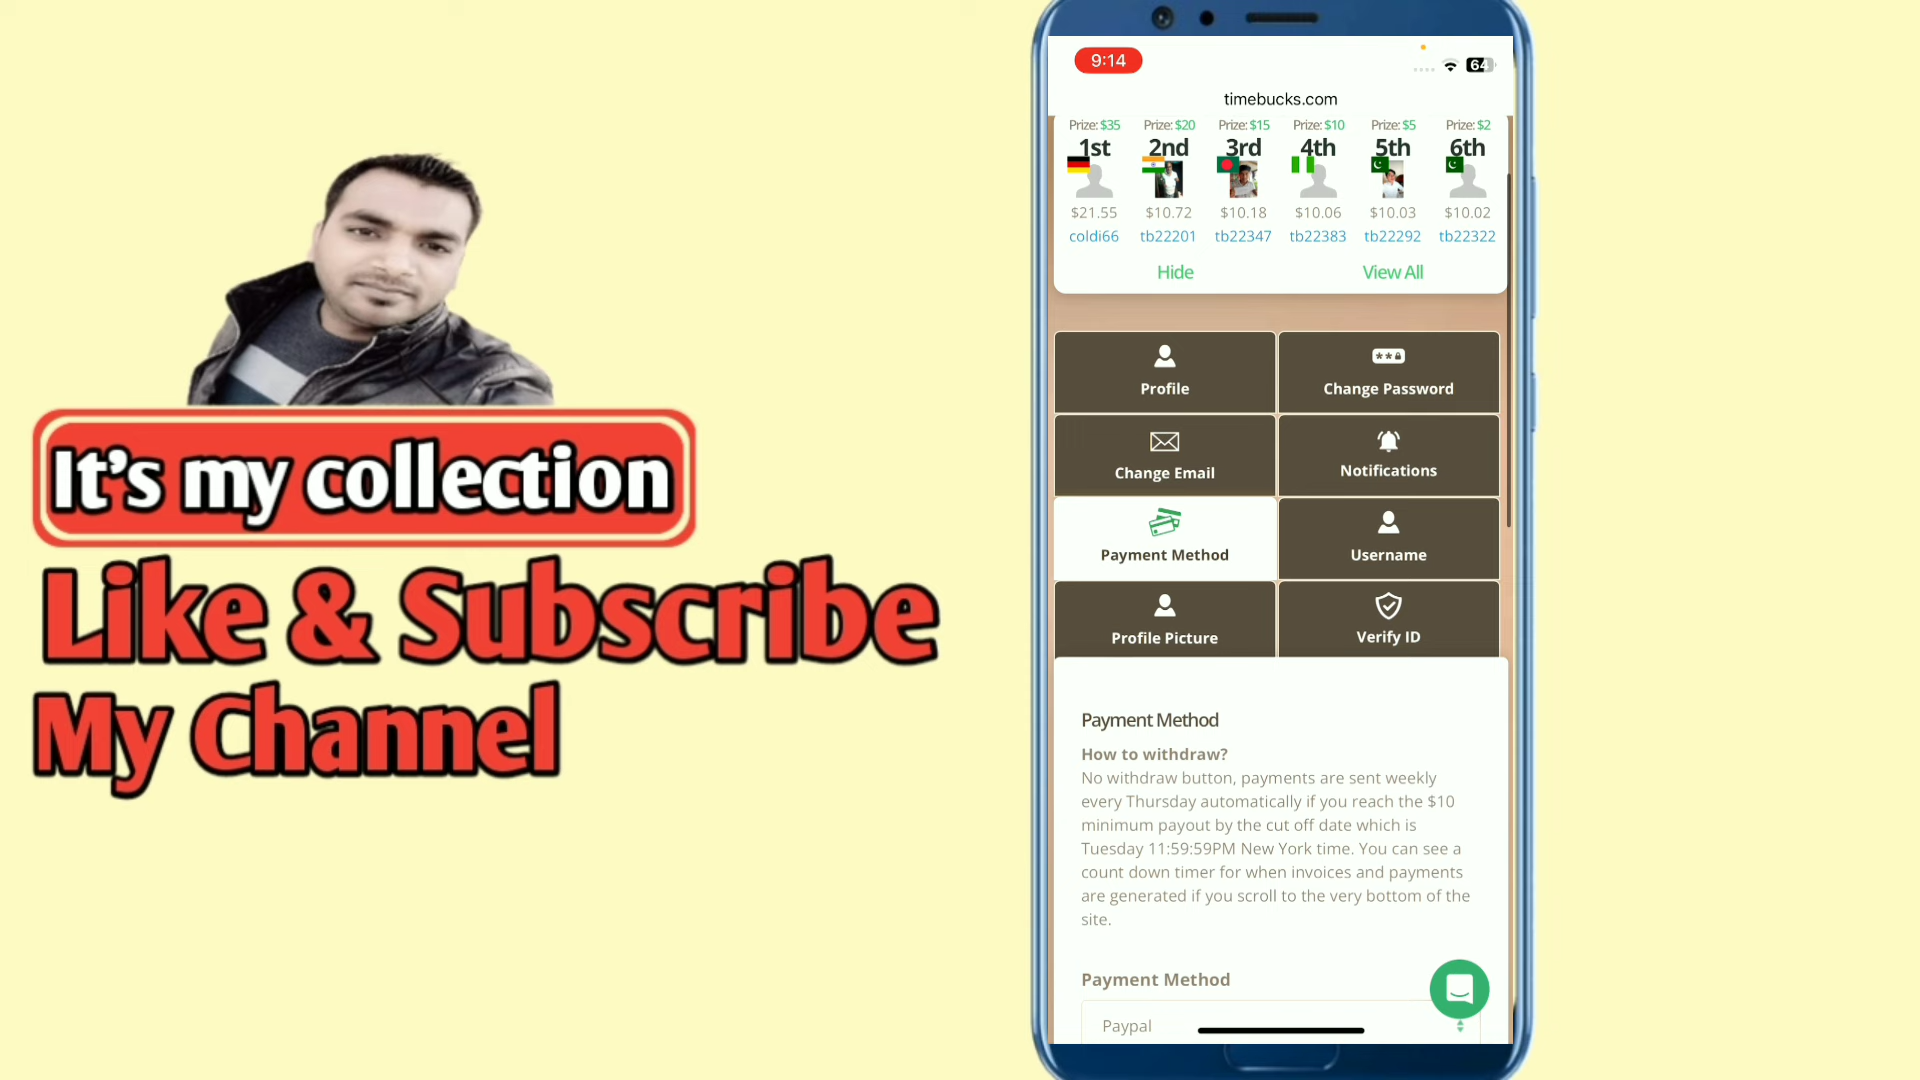 It's my collection
Like & Subscribe
My Channel
9:14
64
timebucks.com
Prize: $35 Prize: $20 Prize: $15 Prize: $10 Prize: $5 Prize: $2
1st 2nd 3rd 4th 5th 6th
$21.55 $10.72 $10.18 $10.06 $10.03 $10.02
coldi66 tb22201 tb22347 tb22383 tb22292 tb22322
Hide View All
Profile Change Password
Change Email Notifications
Payment Method Username
Profile Picture Verify ID
Payment Method
How to withdraw?
No withdraw button, payments are sent weekly
every Thursday automatically if you reach the $10
minimum payout by the cut off date which is
Tuesday 11:59:59PM New York time. You can see a
count down timer for when invoices and payments
are generated if you scroll to the very bottom of the
site.
Payment Method
Paypal